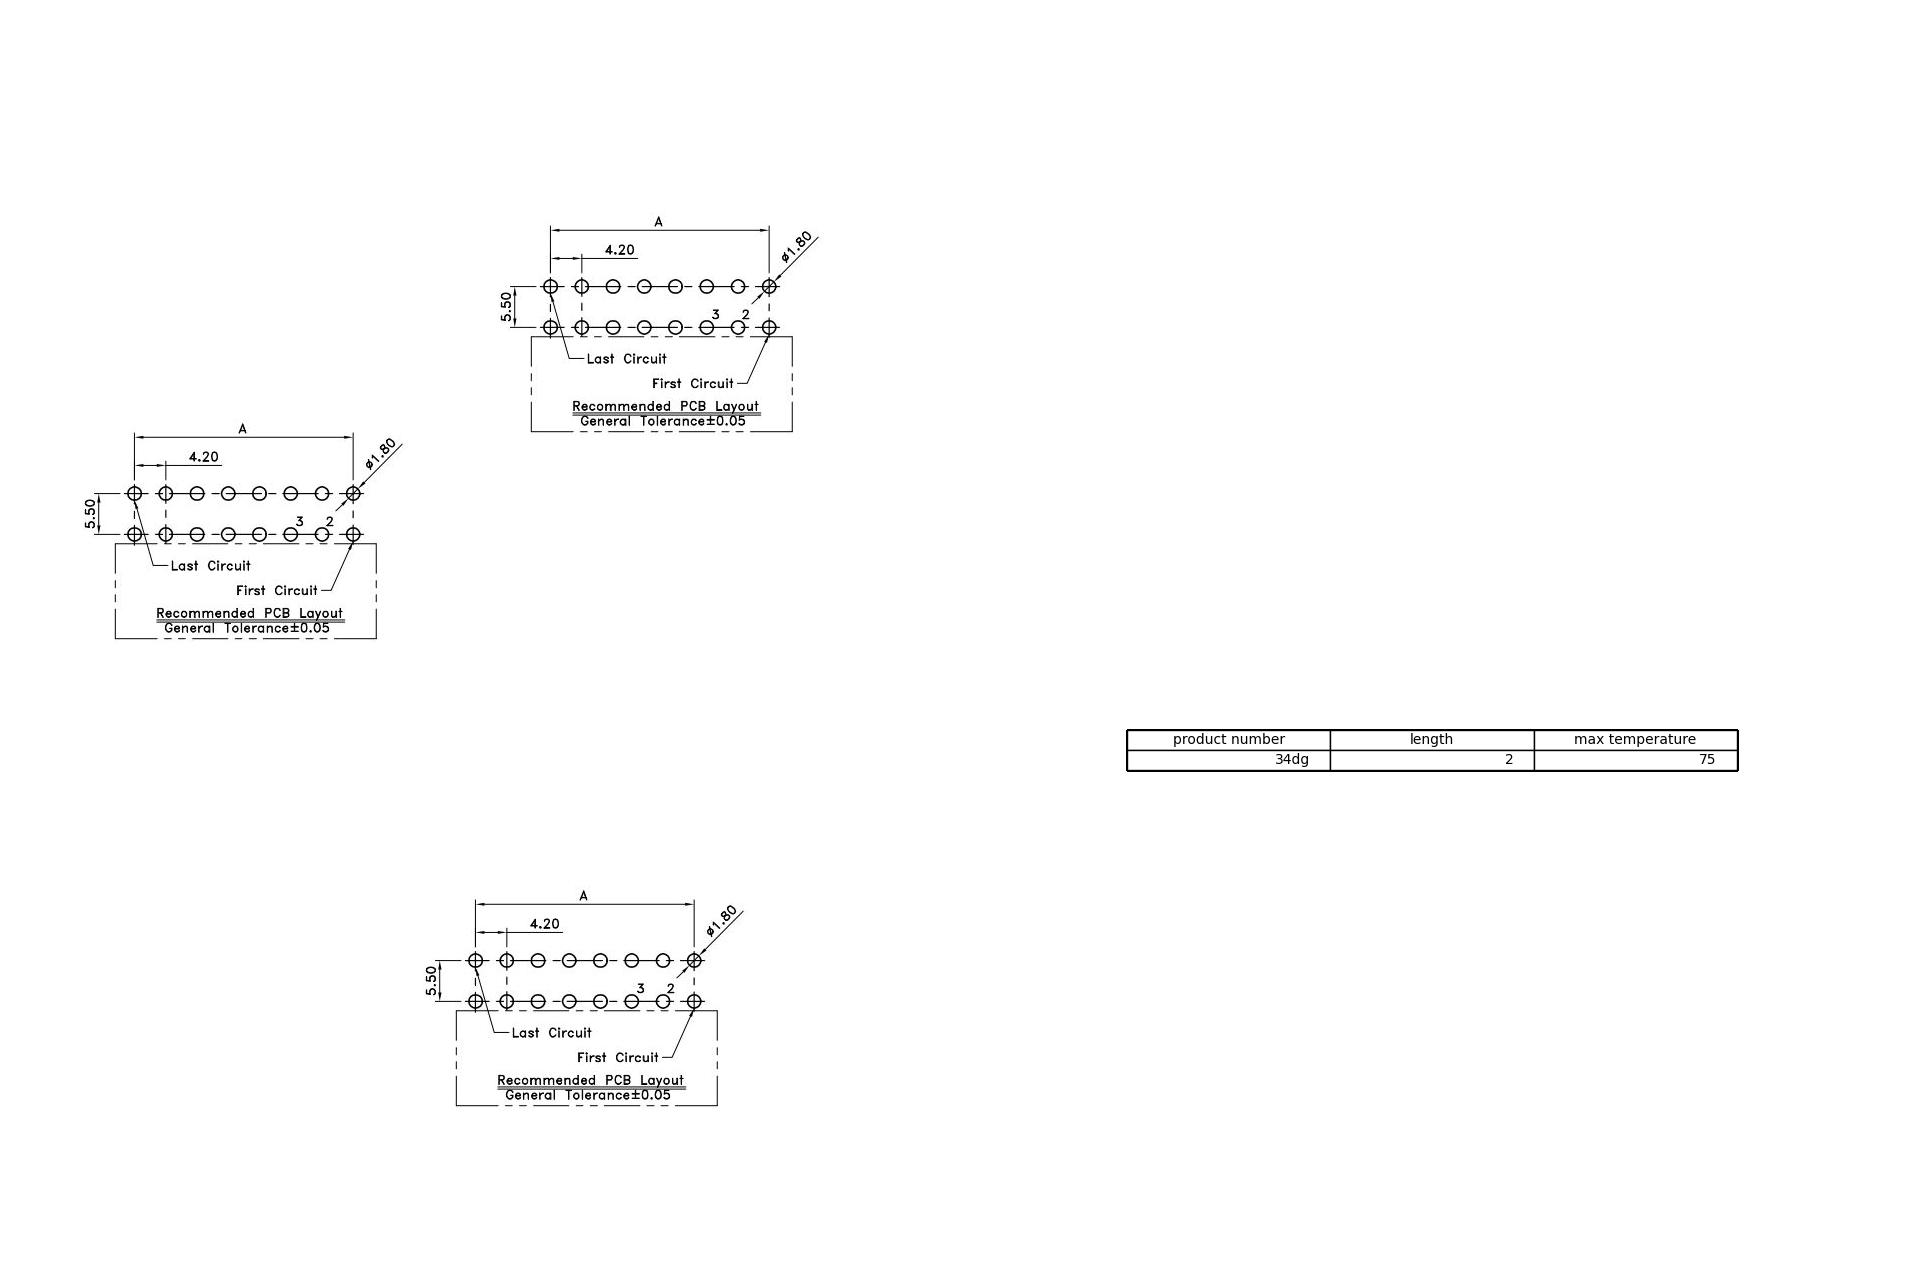 A
4.20
ø1.80
5.50
3 2
Last Circuit
First Circuit
Recommended PCB Layout
General Tolerance±0.05
A
4.20
ø1.80
5.50
3 2
Last Circuit
First Circuit
Recommended PCB Layout
General Tolerance±0.05
product number length max temperature
34dg 2 75
A
4.20
ø1.80
5.50
3 2
Last Circuit
First Circuit
Recommended PCB Layout
General Tolerance±0.05